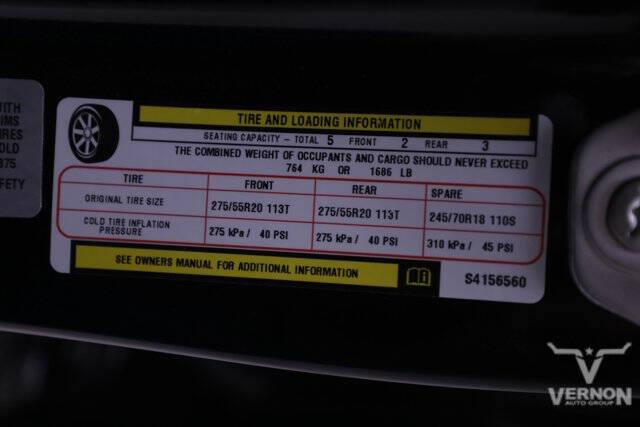 WITH
IMS
IRES
OLD
875
FETY
TIRE AND LOADING INFORMATION
SEATING CAPACITY - TOTAL 5 FRONT 2 REAR 3
THE COMBINED WEIGHT OF OCCUPANTS AND CARGO SHOULD NEVER EXCEED
764 KG OR 1686 LB
TIRE FRONT REAR SPARE
ORIGINAL TIRE SIZE 275/55R20 113T 275/55R20 113T 245/70R18 110S
COLD TIRE INFLATION PRESSURE 275 kPa / 40 PSI 275 kPa / 40 PSI 310 kPa / 45 PSI
SEE OWNERS MANUAL FOR ADDITIONAL INFORMATION
S4156560
VERNON
AUTO GROUP